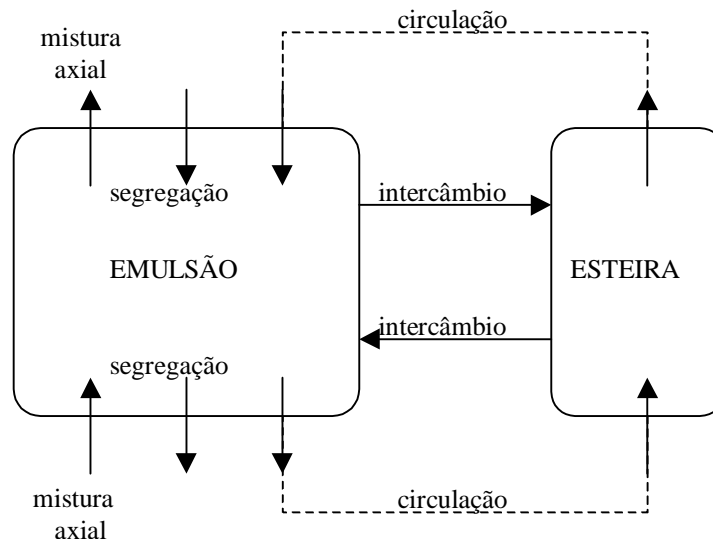 circulação
mistura
axial
segregação
intercâmbio
EMULSÃO
ESTEIRA
intercâmbio
segregação
mistura
axial
circulação